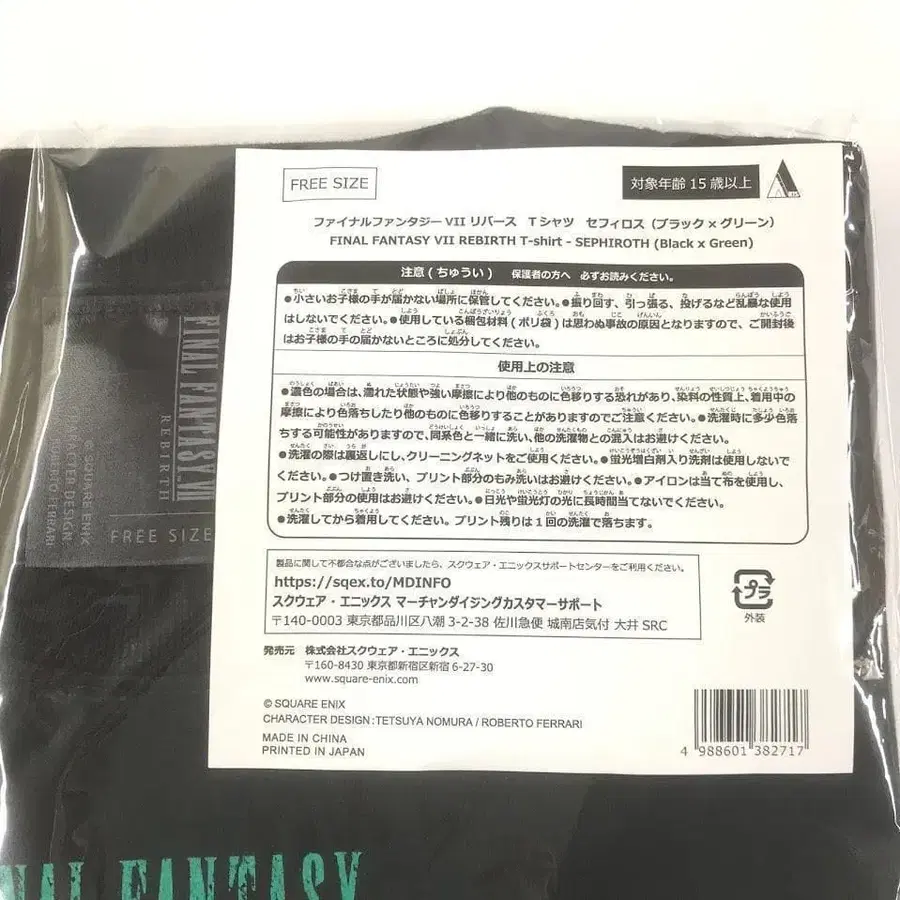 FREE SIZE
対象年齢 15 歳以上
ファイナルファンタジー VII リバース Tシャツ セフィロス（ブラック x グリーン）
FINAL FANTASY VII REBIRTH T-shirt - SEPHIROTH (Black x Green)
注意 ( ちゅうい ) 保護者の方へ 必ずお読みください。
●小さいお子様の手が届かない場所に保管してください。●振り回す、引っ張る、投げるなど乱暴な使用
はしないでください。●使用している梱包材料 ( ポリ袋 ) は思わぬ事故の原因となりますので、ご開封後
はお子様の手の届かないところに処分してください。
使用上の注意
●濃色の場合は、濡れた状態や強い摩擦により他のものに色移りする恐れがあり、染料の性質上、着用中の
摩擦により色落ちしたり他のものに色移りすることがありますのでご注意ください。●洗濯時に多少色落
ちする可能性がありますので、同系色と一緒に洗い、他の洗濯物との混入はお避けください。
●洗濯の際は裏返しにし、クリーニングネットをご使用ください。●蛍光増白剤入り洗剤は使用しないで
ください。●つけ置き洗い、プリント部分のもみ洗いはお避けください。●アイロンは当て布を使用し、
プリント部分の使用はお避けください。●日光や蛍光灯の光に長時間当てないでください。
●洗濯してから着用してください。プリント残りは 1 回の洗濯で落ちます。
製品に関して不都合な点がございましたら、スクウェア・エニックスサポートセンターをご利用ください。
https://sqex.to/MDINFO
スクウェア・エニックス マーチャンダイジングカスタマーサポート
〒140-0003 東京都品川区八潮 3-2-38 佐川急便 城南店気付 大井 SRC
プラ
外装
発売元 株式会社スクウェア・エニックス
〒160-8430 東京都新宿区新宿 6-27-30
www.square-enix.com
© SQUARE ENIX
CHARACTER DESIGN : TETSUYA NOMURA / ROBERTO FERRARI
MADE IN CHINA
PRINTED IN JAPAN
4 988601 382717
FINAL FANTASY VII
REBIRTH
© SQUARE ENIX
FREE SIZE
FINAL FANTASY